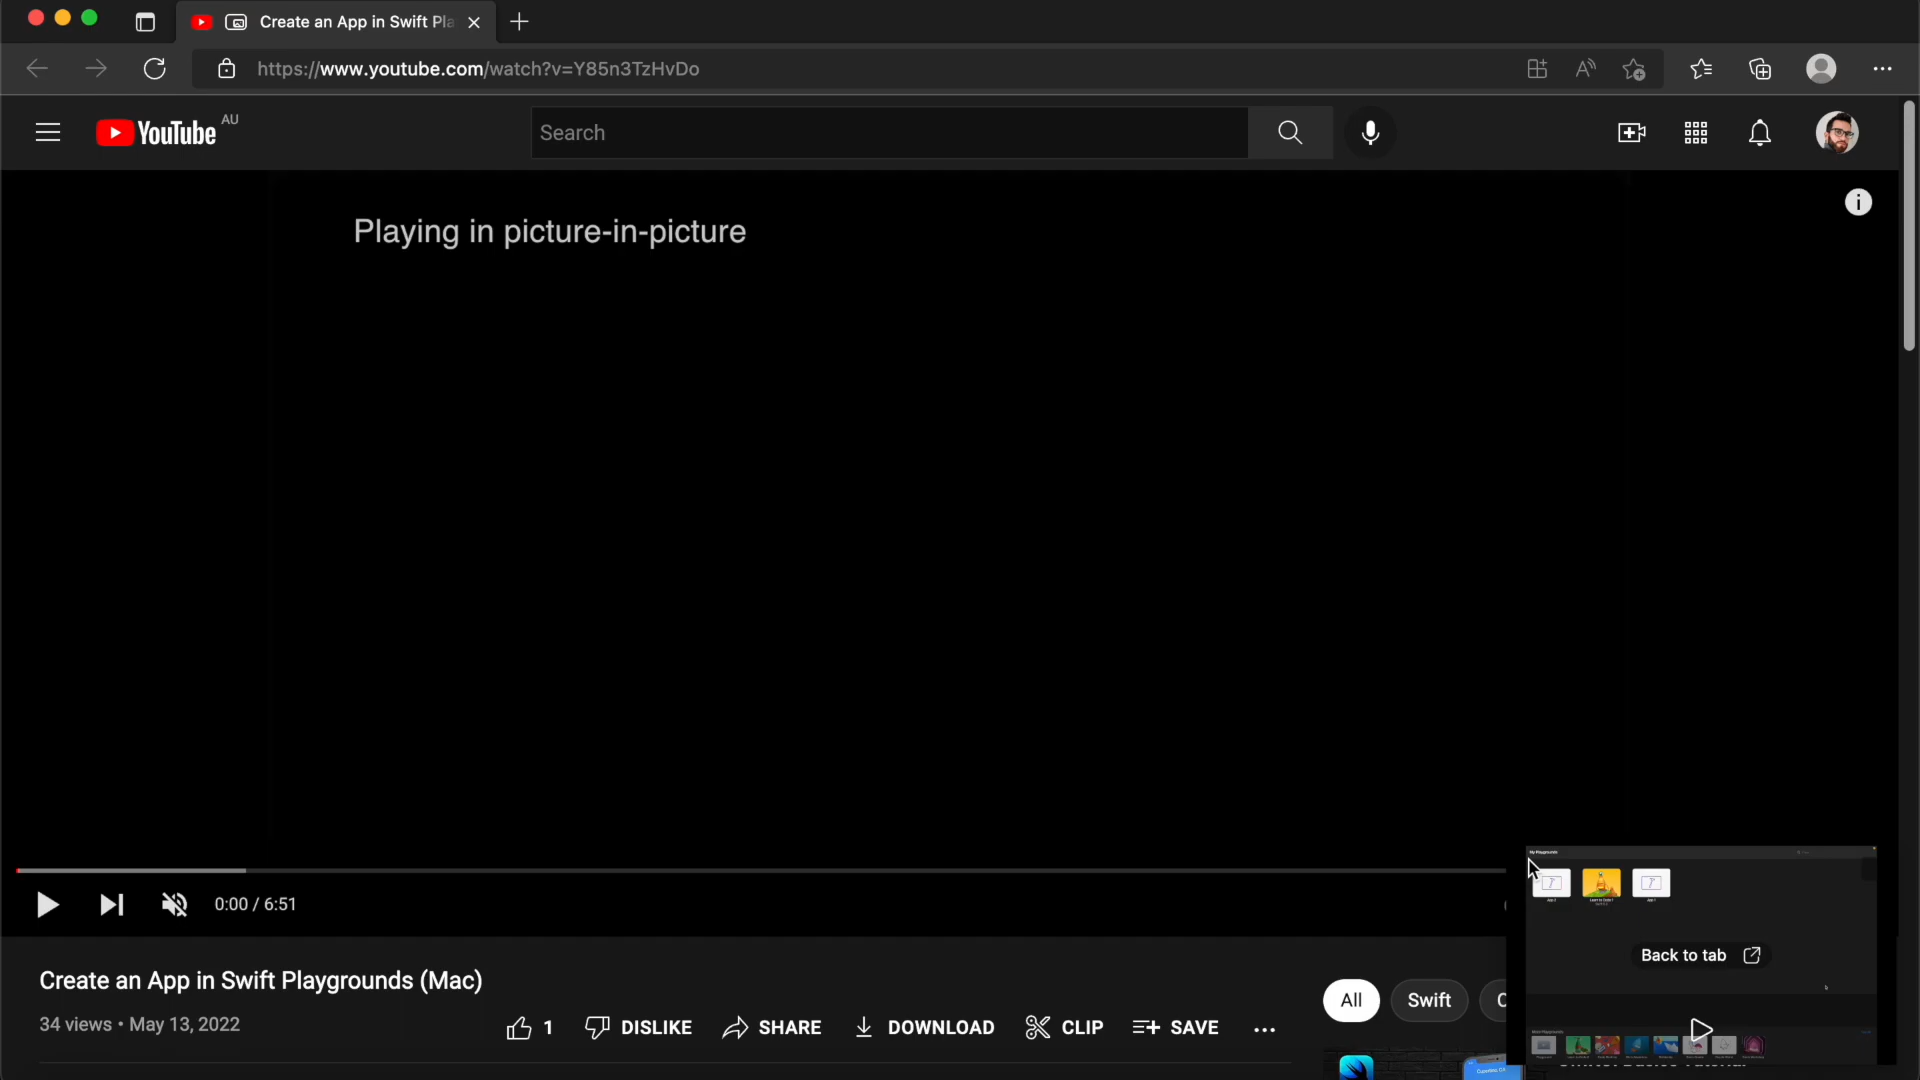 Create an App in Swift Pla
https://www.youtube.com/watch?v=Y85n3TzHvDo
YouTube AU
Search
Playing in picture-in-picture
0:00 / 6:51
My Playgrounds
Back to tab
Create an App in Swift Playgrounds (Mac)
34 views • May 13, 2022
1 DISLIKE SHARE DOWNLOAD CLIP SAVE
All Swift